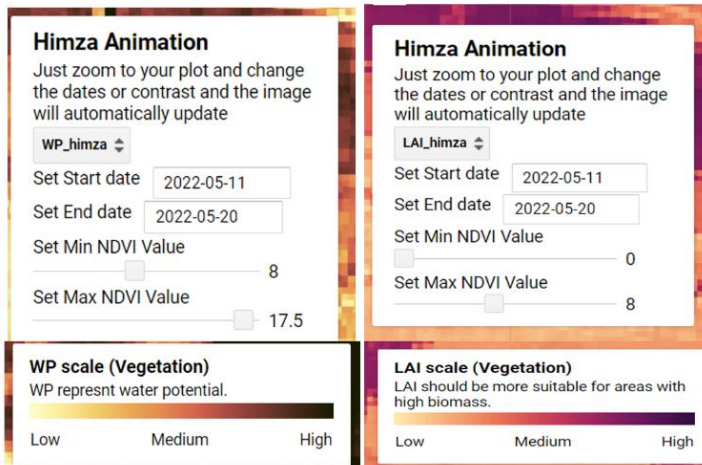 Himza Animation
Just zoom to your plot and change
the dates or contrast and the image
will automatically update
WP_himza
Set Start date 2022-05-11
Set End date 2022-05-20
Set Min NDVI Value
8
Set Max NDVI Value
17.5
WP scale (Vegetation)
WP represnt water potential.
Low Medium High
Himza Animation
Just zoom to your plot and change
the dates or contrast and the image
will automatically update
LAI_himza
Set Start date 2022-05-11
Set End date 2022-05-20
Set Min NDVI Value
0
Set Max NDVI Value
8
LAI scale (Vegetation)
LAI should be more suitable for areas with
high biomass.
Low Medium High